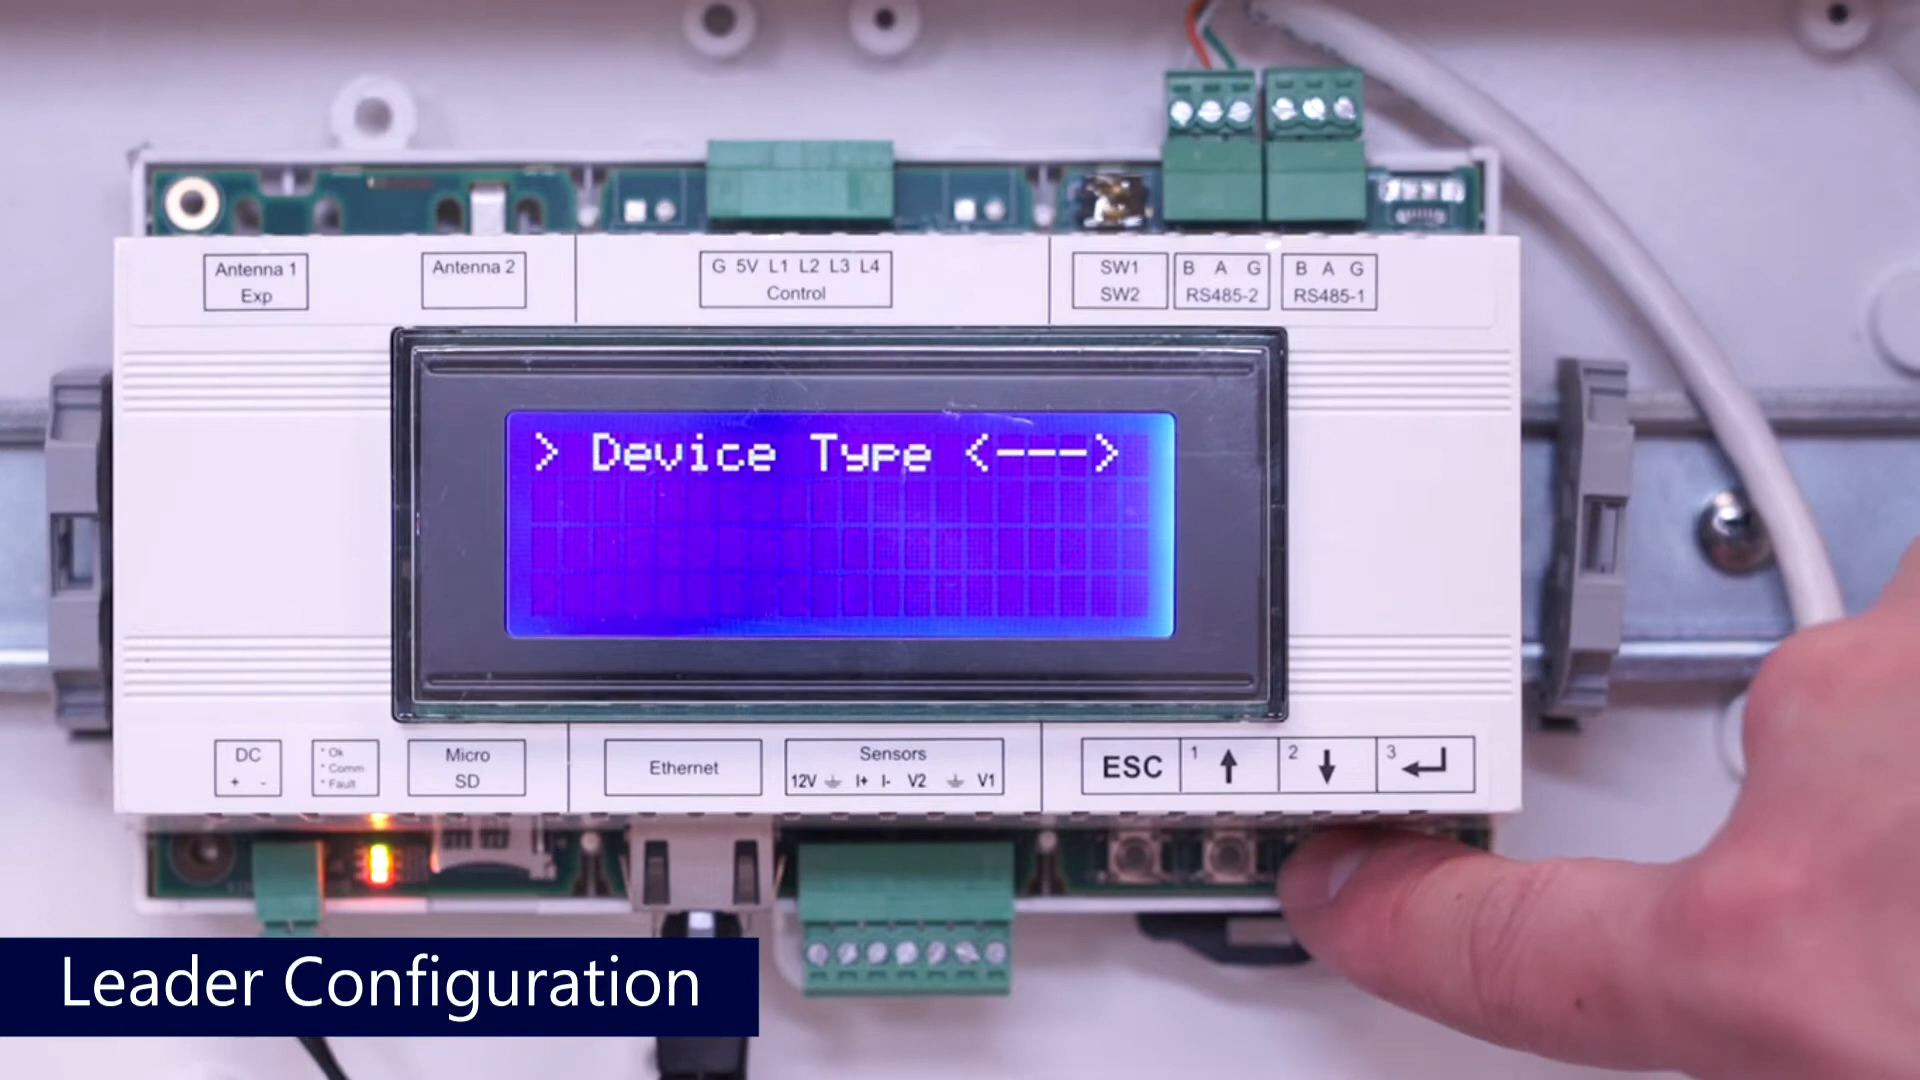 Antenna 1
Exp
Antenna 2
G 5V L1 L2 L3 L4
Control
SW1
SW2
B A G
RS485-2
B A G
RS485-1
> Device Type <--->
DC
+ -
* Ok
* Comm
* Fault
Micro
SD
Ethernet
Sensors
12V ⏚ I+ I- V2 ⏚ V1
ESC
1 ↑
2 ↓
3 ↵
Leader Configuration